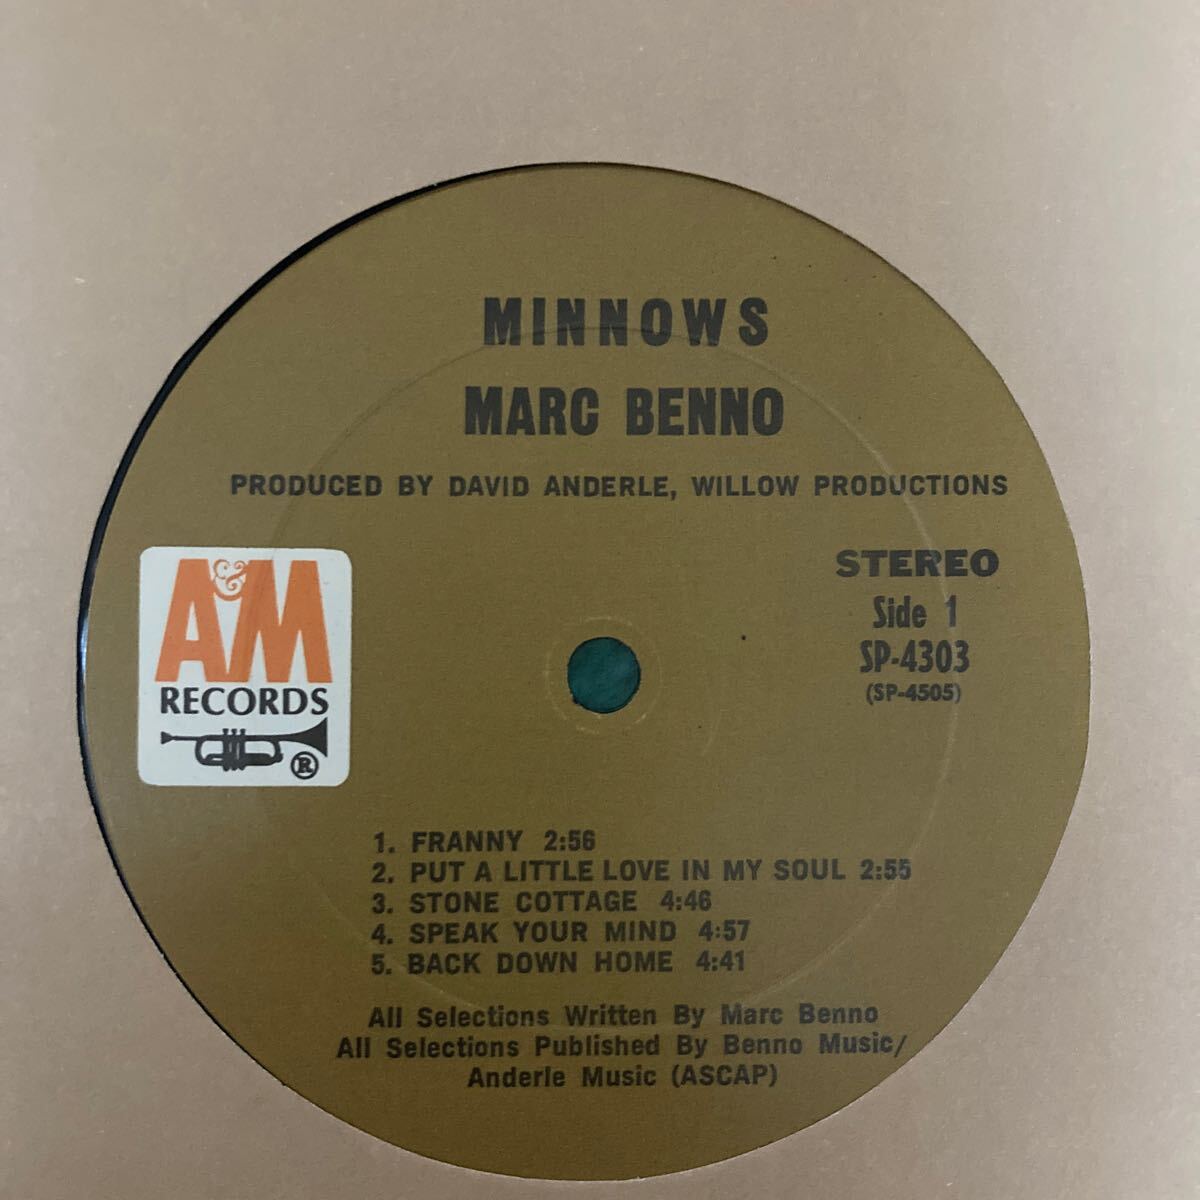 MINNOWS
MARC BENNO
PRODUCED BY DAVID ANDERLE, WILLOW PRODUCTIONS
A&M
RECORDS
®
STEREO
Side 1
SP-4303
(SP-4505)
1. FRANNY 2:56
2. PUT A LITTLE LOVE IN MY SOUL 2:55
3. STONE COTTAGE 4:46
4. SPEAK YOUR MIND 4:57
5. BACK DOWN HOME 4:41
All Selections Written By Marc Benno
All Selections Published By Benno Music/
Anderle Music (ASCAP)